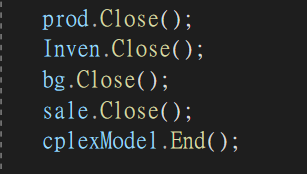 prod.Close();
Inven.Close();
bg.Close();
sale.Close();
cplexModel.End();